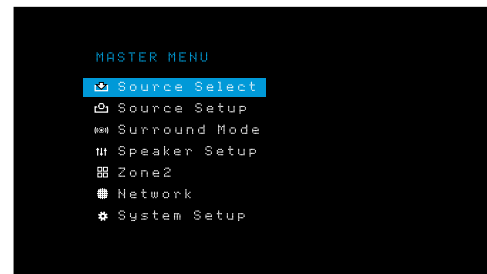 MASTER MENU
Source Select
Source Setup
Surround Mode
Speaker Setup
Zone2
Network
System Setup